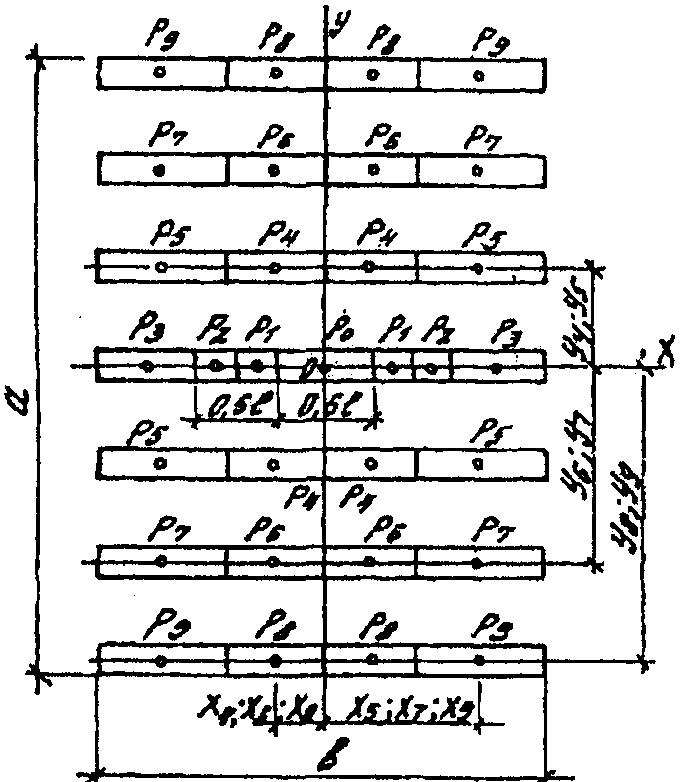 y
P9 P8 P8 P9
P7 P6 P6 P7
P5 P4 P4 P5
y4; y5
P3 P2 P1 P0 P1 P2 P3
0 x
a
0,5l 0,5l
P5 P5
y6; y7
y8; y9
P4 P4
P7 P6 P6 P7
P9 P8 P8 P9
x4; x6; x8 x5; x7; x9
в